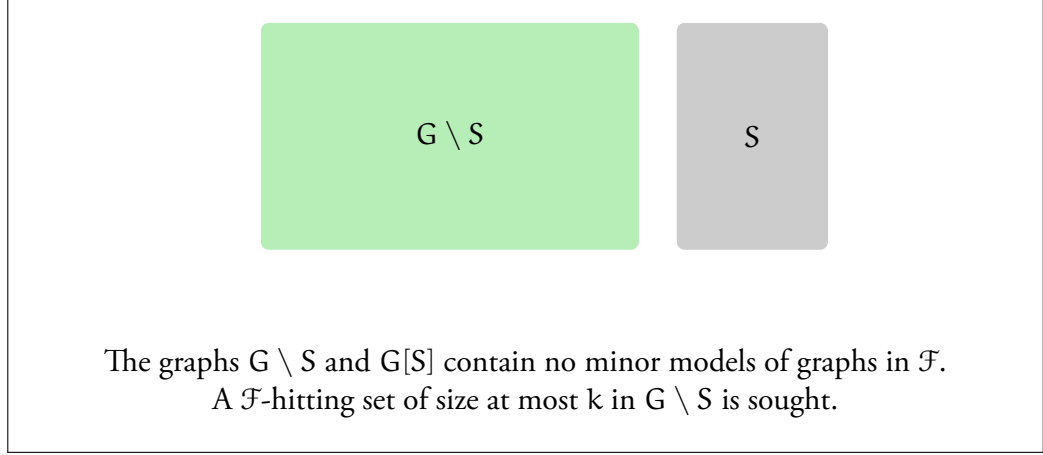 G \ S
S
The graphs G \ S and G[S] contain no minor models of graphs in ℱ.
A ℱ-hitting set of size at most k in G \ S is sought.